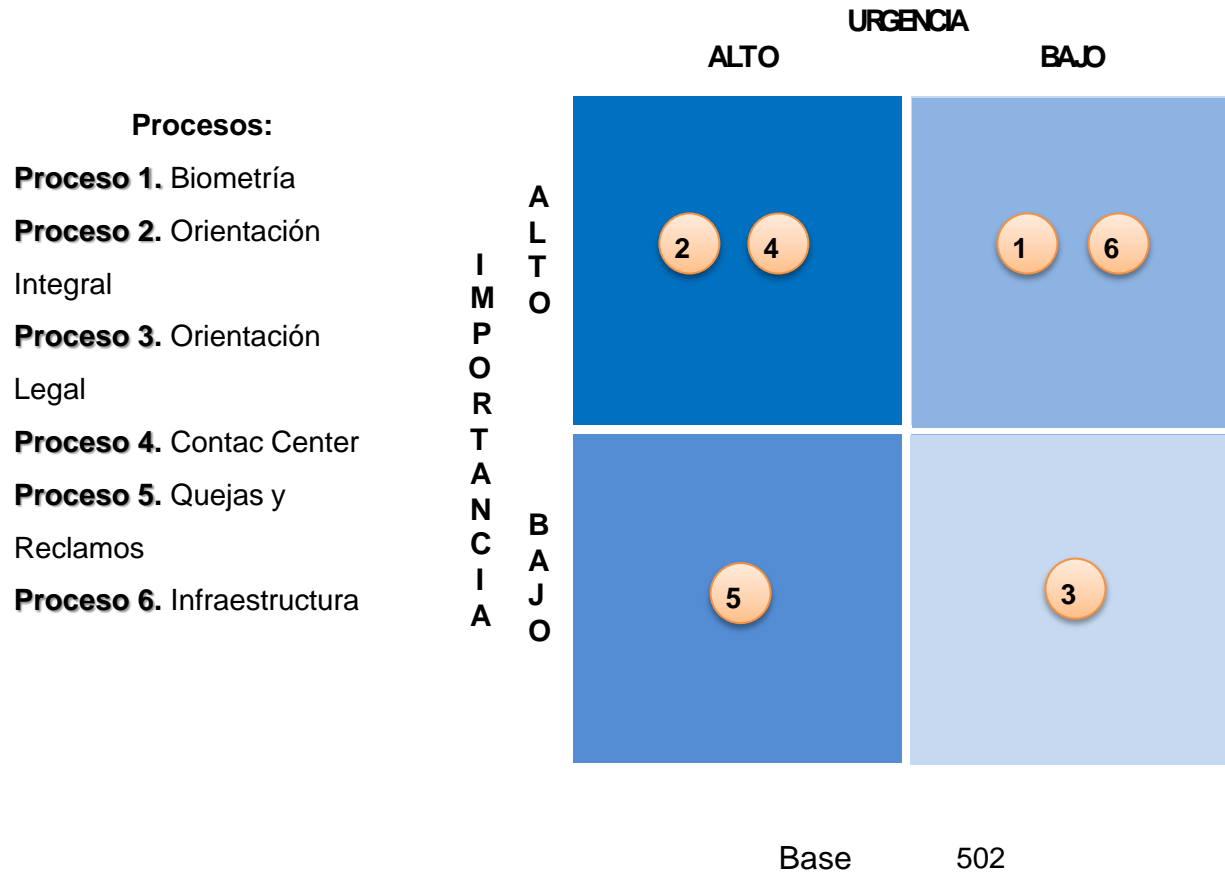 URGENCIA
ALTO BAJO
Procesos:
Proceso 1. Biometría
Proceso 2. Orientación
Integral
Proceso 3. Orientación
Legal
Proceso 4. Contac Center
Proceso 5. Quejas y
Reclamos
Proceso 6. Infraestructura
IMPORTANCIA
ALTO
2 4 1 6
BAJO
5 3
Base 502